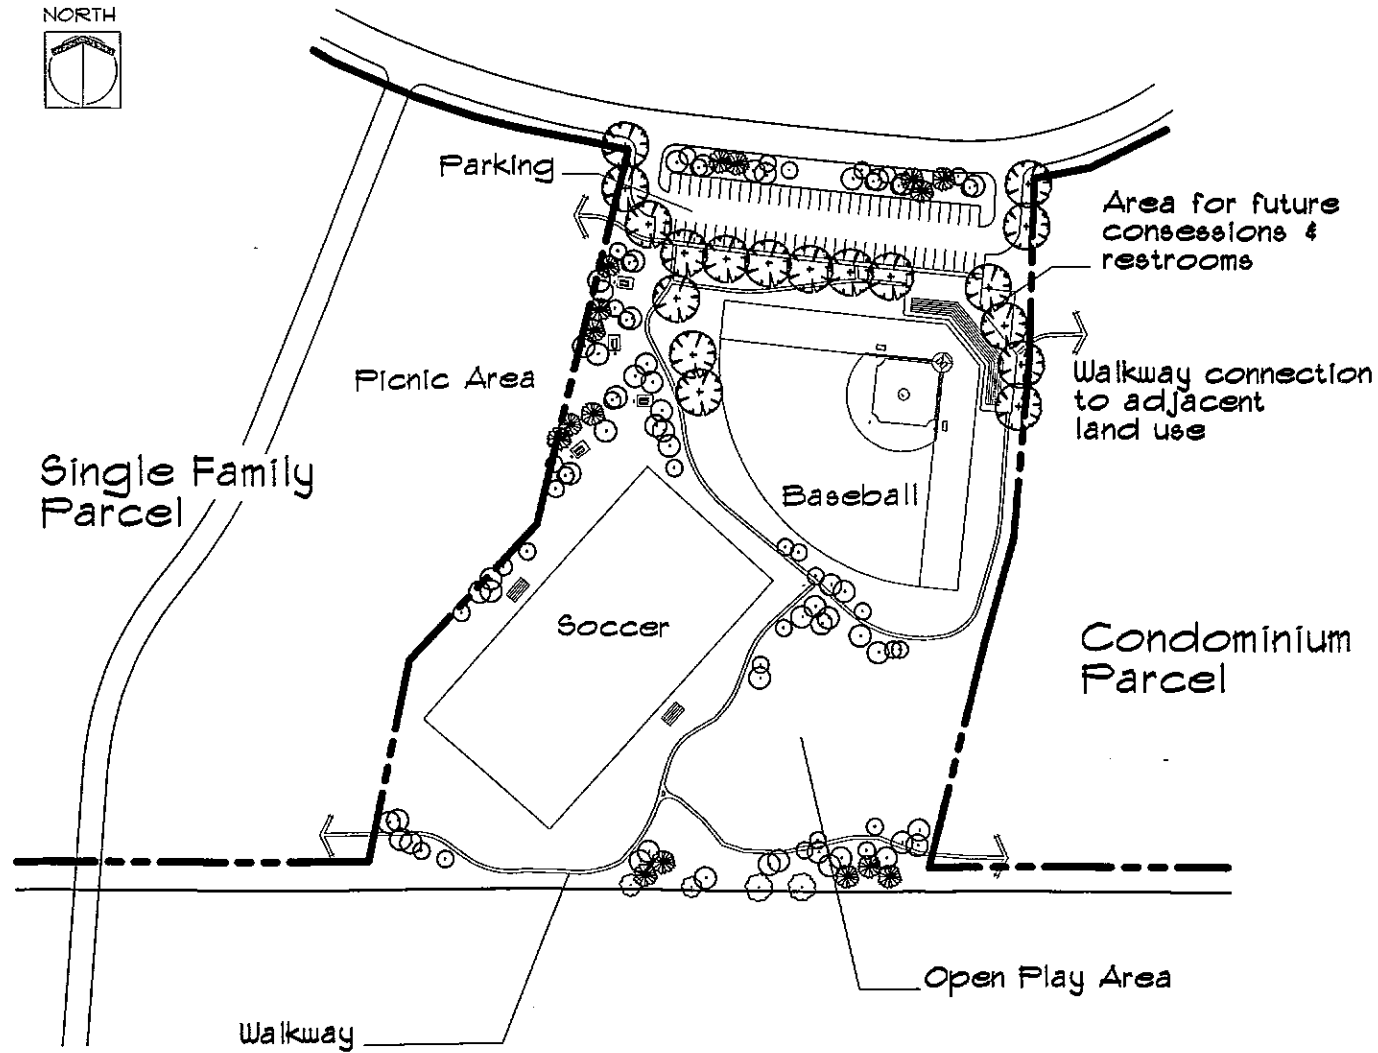 NORTH
Parking
Area for future
consessions &
restrooms
Picnic Area
Walkway connection
to adjacent
land use
Single Family
Parcel
Baseball
Soccer
Condominium
Parcel
Open Play Area
Walkway